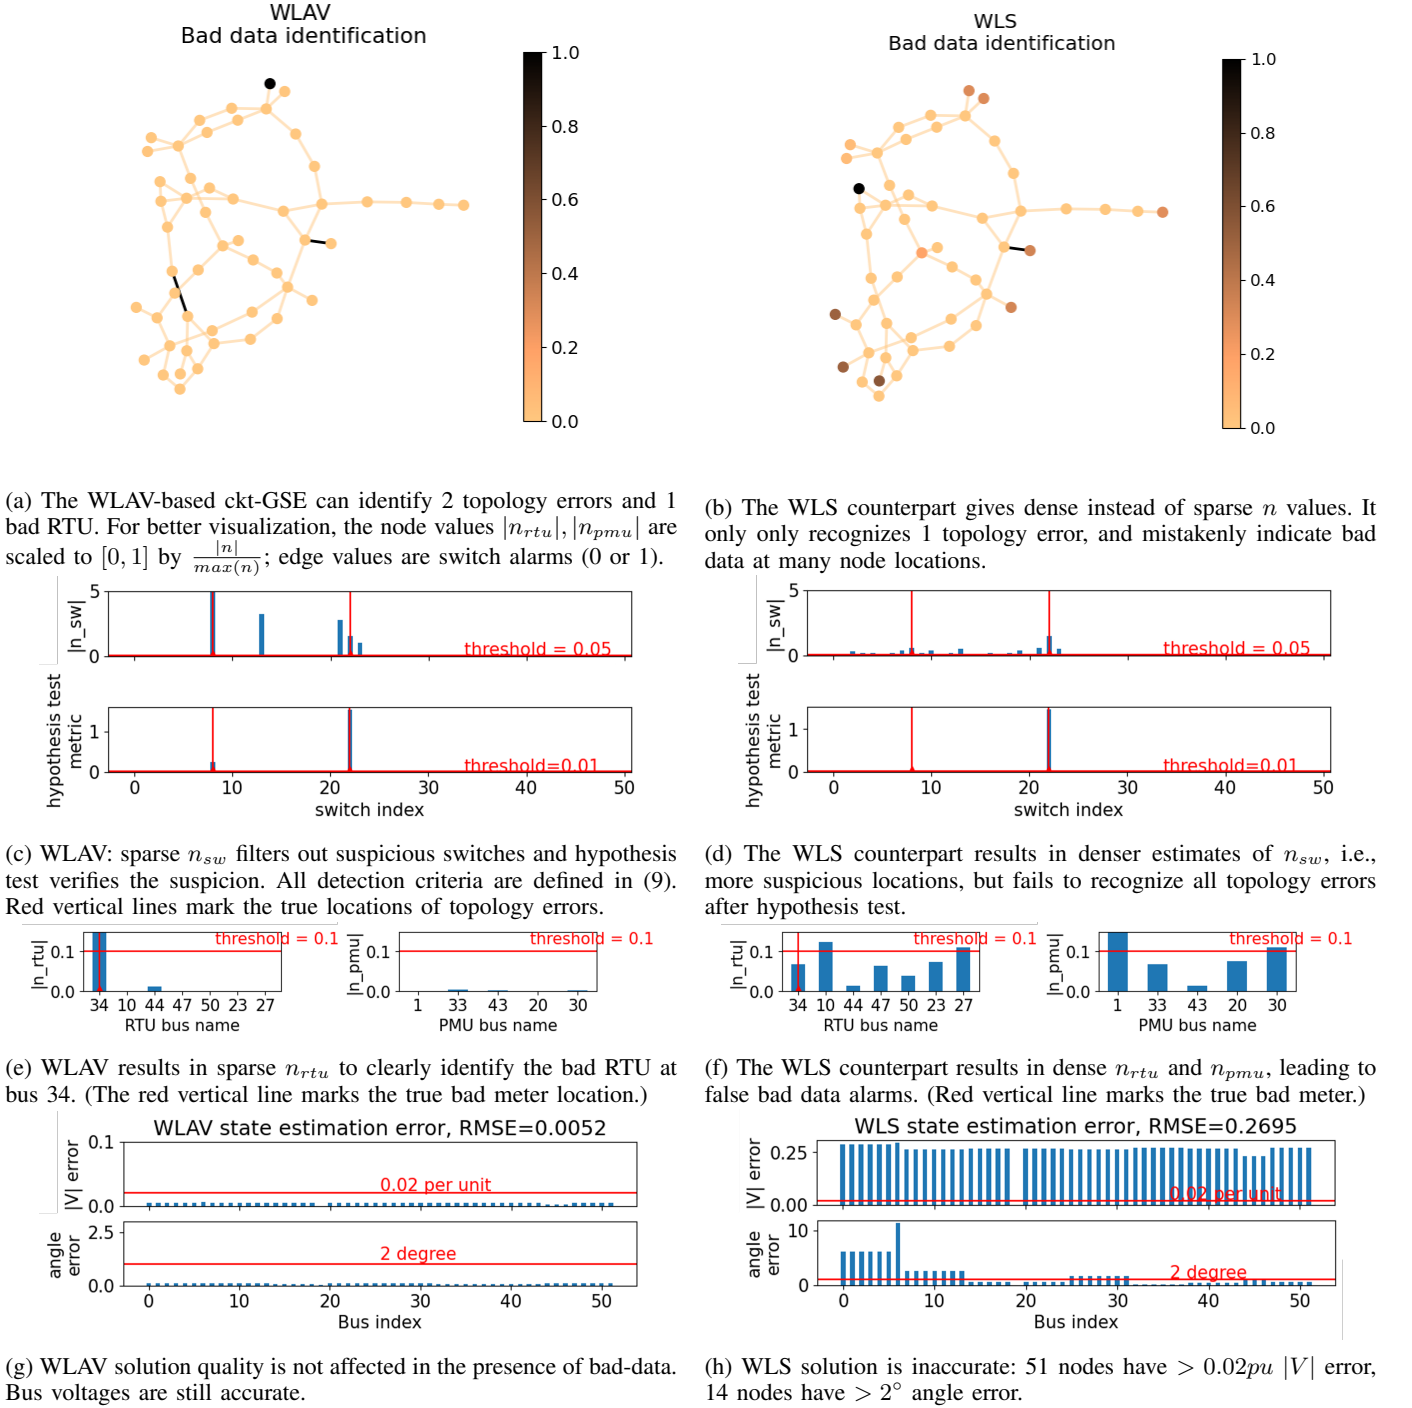 WLAV
Bad data identification
1.0
0.8
0.6
0.4
0.2
0.0
WLS
Bad data identification
1.0
0.8
0.6
0.4
0.2
0.0
(a) The WLAV-based ckt-GSE can identify 2 topology errors and 1
bad RTU. For better visualization, the node values |n_{rtu}|, |n_{pmu}| are
scaled to [0, 1] by \frac{|n|}{max(n)}; edge values are switch alarms (0 or 1).
(b) The WLS counterpart gives dense instead of sparse n values. It
only only recognizes 1 topology error, and mistakenly indicate bad
data at many node locations.
|n_sw|
5
0
threshold = 0.05
hypothesis test
metric
1
0
threshold=0.01
0 10 20 30 40 50
switch index
|n_sw|
5
0
threshold = 0.05
hypothesis test
metric
1
0
threshold=0.01
0 10 20 30 40 50
switch index
(c) WLAV: sparse n_{sw} filters out suspicious switches and hypothesis
test verifies the suspicion. All detection criteria are defined in (9).
Red vertical lines mark the true locations of topology errors.
(d) The WLS counterpart results in denser estimates of n_{sw}, i.e.,
more suspicious locations, but fails to recognize all topology errors
after hypothesis test.
|n_rtu|
0.1
0.0
threshold = 0.1
34 10 44 47 50 23 27
RTU bus name
|n_pmu|
0.1
0.0
threshold = 0.1
1 33 43 20 30
PMU bus name
|n_rtu|
0.1
0.0
threshold = 0.1
34 10 44 47 50 23 27
RTU bus name
|n_pmu|
0.1
0.0
threshold = 0.1
1 33 43 20 30
PMU bus name
(e) WLAV results in sparse n_{rtu} to clearly identify the bad RTU at
bus 34. (The red vertical line marks the true bad meter location.)
(f) The WLS counterpart results in dense n_{rtu} and n_{pmu}, leading to
false bad data alarms. (Red vertical line marks the true bad meter.)
WLAV state estimation error, RMSE=0.0052
|V| error
0.1
0.0
0.02 per unit
angle
error
2.5
0.0
2 degree
0 10 20 30 40 50
Bus index
WLS state estimation error, RMSE=0.2695
|V| error
0.25
0.00
0.02 per unit
angle
error
10
0
2 degree
0 10 20 30 40 50
Bus index
(g) WLAV solution quality is not affected in the presence of bad-data.
Bus voltages are still accurate.
(h) WLS solution is inaccurate: 51 nodes have > 0.02pu |V| error,
14 nodes have > 2° angle error.